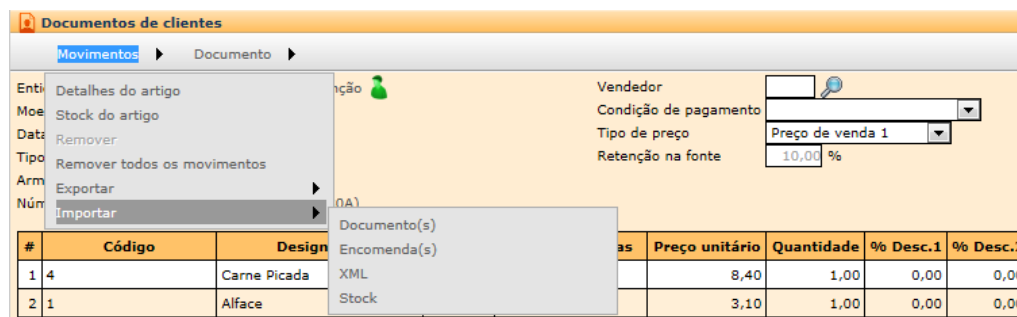 Documentos de clientes
Movimentos Documento
Detalhes do artigo
Stock do artigo
Remover
Remover todos os movimentos
Exportar
Importar
Documento(s)
Encomenda(s)
XML
Stock
Vendedor
Condição de pagamento
Tipo de preço Preço de venda 1
Retenção na fonte 10,00 %
# Código Preço unitário Quantidade % Desc.1 % Desc.
1 4 Carne Picada 8,40 1,00 0,00
2 1 Alface 3,10 1,00 0,00